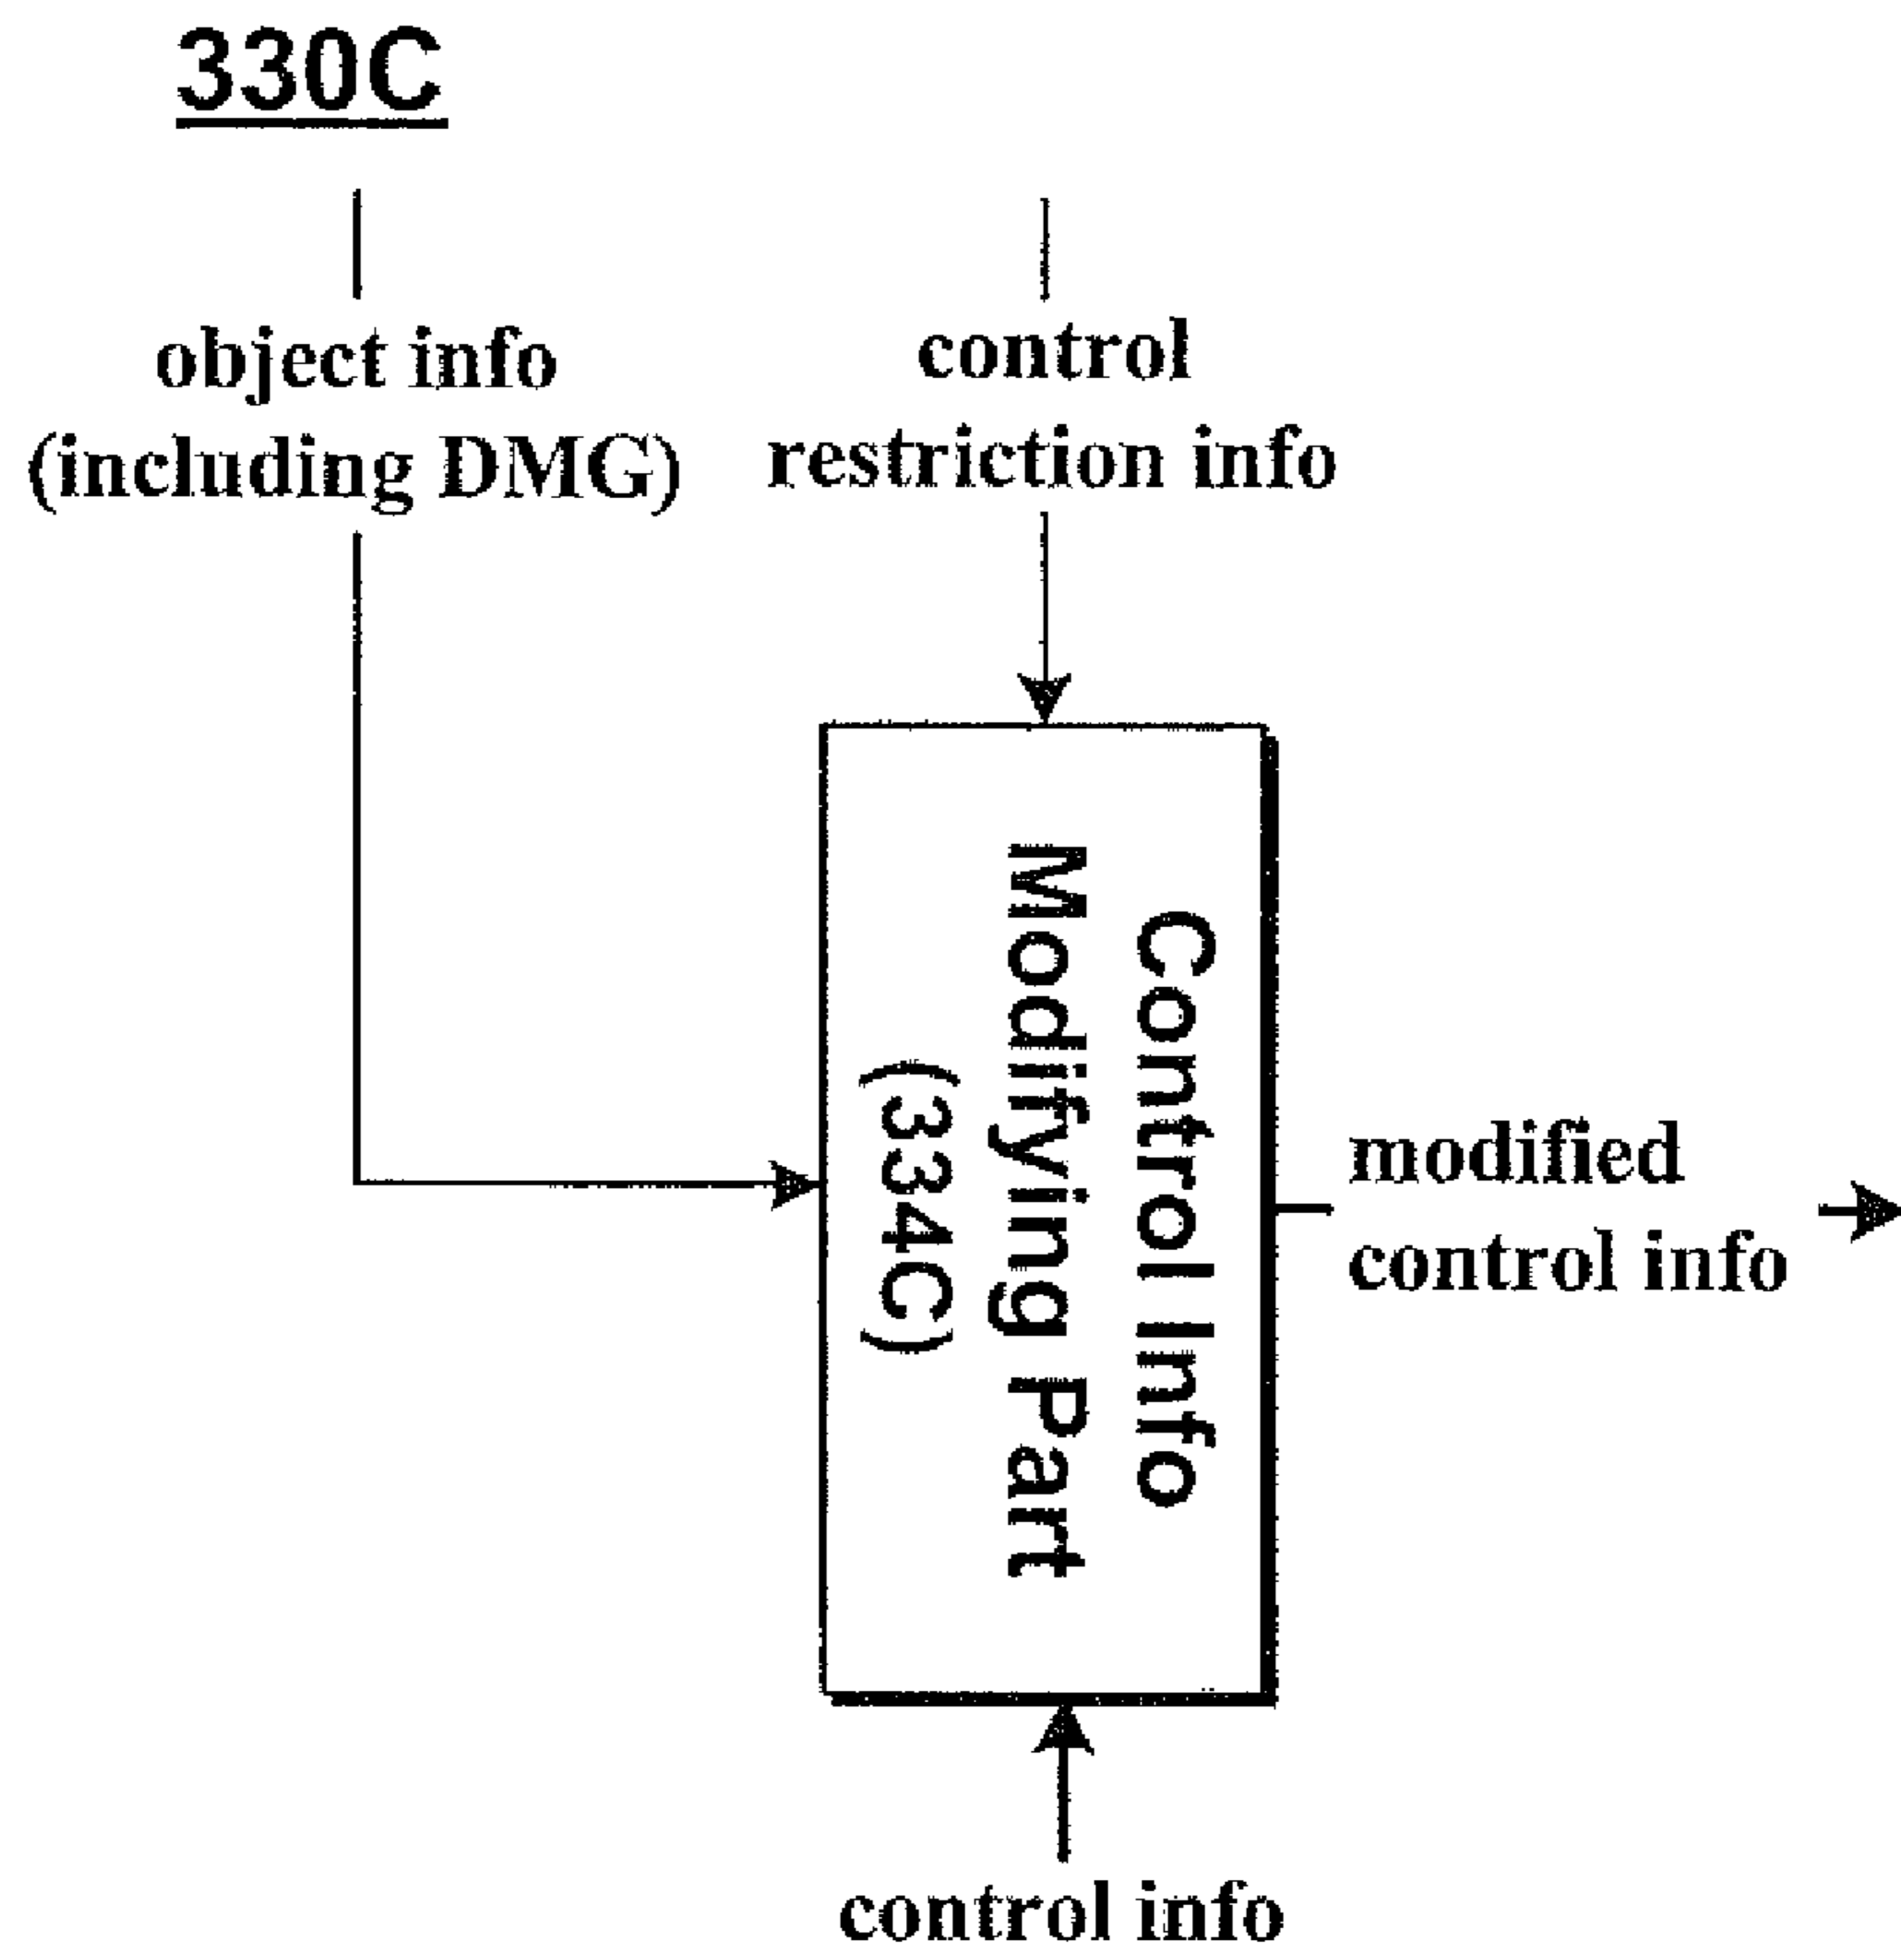 330C
object info
(including DMG)
control
restriction info
Control Info
Modifying Part
(334C)
modified
control info
control info